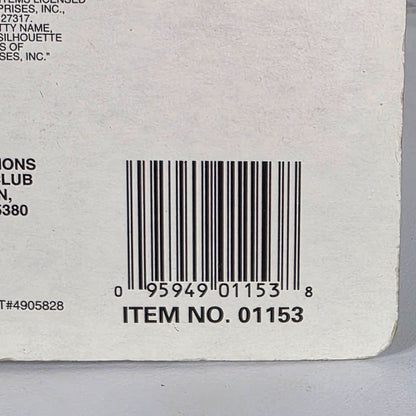 ITEMS LICENSED
PRISES, INC.,
27317.
TTY NAME,
SILHOUETTE
S OF
SES, INC."
IONS
CLUB
N,
5380
T#4905828
0 95949 01153 8
ITEM NO. 01153